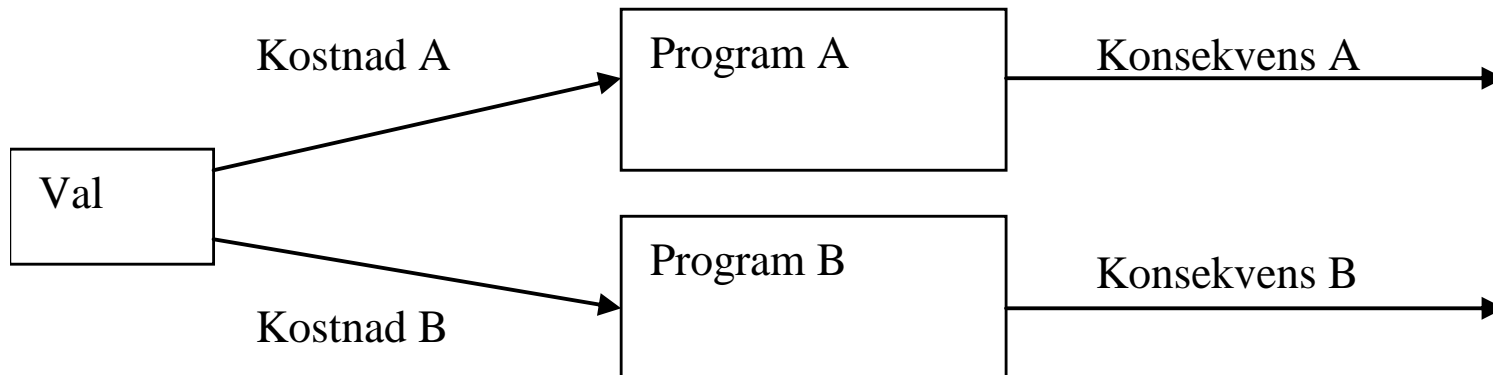 Kostnad A
Program A
Konsekvens A
Val
Program B
Konsekvens B
Kostnad B